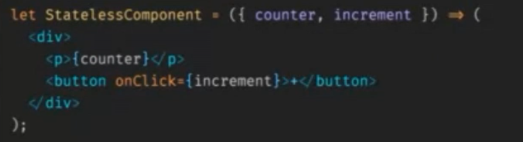 let StatelessComponent = ({ counter, increment }) => (
<div>
<p>{counter}</p>
<button onClick={increment}>+</button>
</div>
);